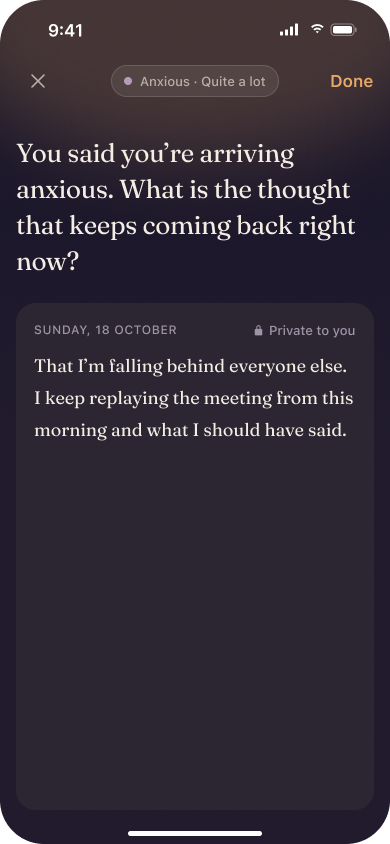 9:41
Anxious · Quite a lot
Done
You said you’re arriving
anxious. What is the thought
that keeps coming back right
now?
SUNDAY, 18 OCTOBER
Private to you
That I’m falling behind everyone else.
I keep replaying the meeting from this
morning and what I should have said.